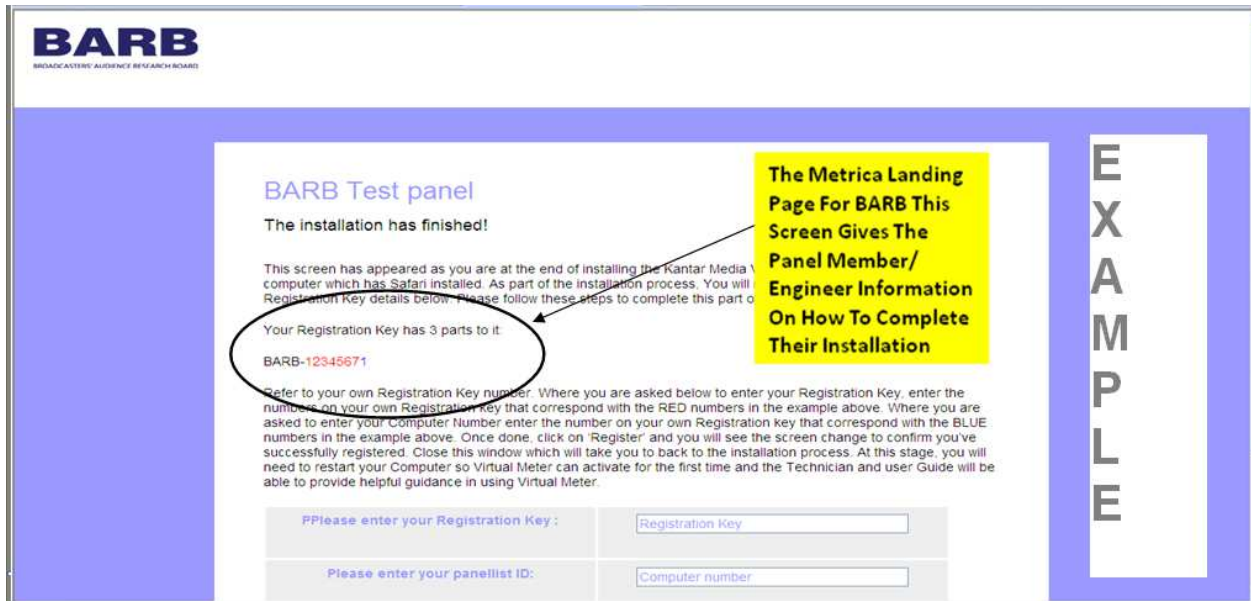 BARB
BROADCASTERS' AUDIENCE RESEARCH BOARD
BARB Test panel
The installation has finished!
This screen has appeared as you are at the end of installing the Kantar Media V
computer which has Safari installed. As part of the installation process. You will
Registration Key details below. Please follow these steps to complete this part o
Your Registration Key has 3 parts to it
BARB-12345671
Refer to your own Registration Key number. Where you are asked below to enter your Registration Key, enter the
numbers on your own Registration key that correspond with the RED numbers in the example above. Where you are
asked to enter your Computer Number enter the number on your own Registration key that correspond with the BLUE
numbers in the example above. Once done, click on 'Register' and you will see the screen change to confirm you've
successfully registered. Close this window which will take you to back to the installation process. At this stage, you will
need to restart your Computer so Virtual Meter can activate for the first time and the Technician and user Guide will be
able to provide helpful guidance in using Virtual Meter.
PPlease enter your Registration Key :
Registration Key
Please enter your panellist ID:
Computer number
The Metrica Landing
Page For BARB This
Screen Gives The
Panel Member/
Engineer Information
On How To Complete
Their Installation
E
X
A
M
P
L
E